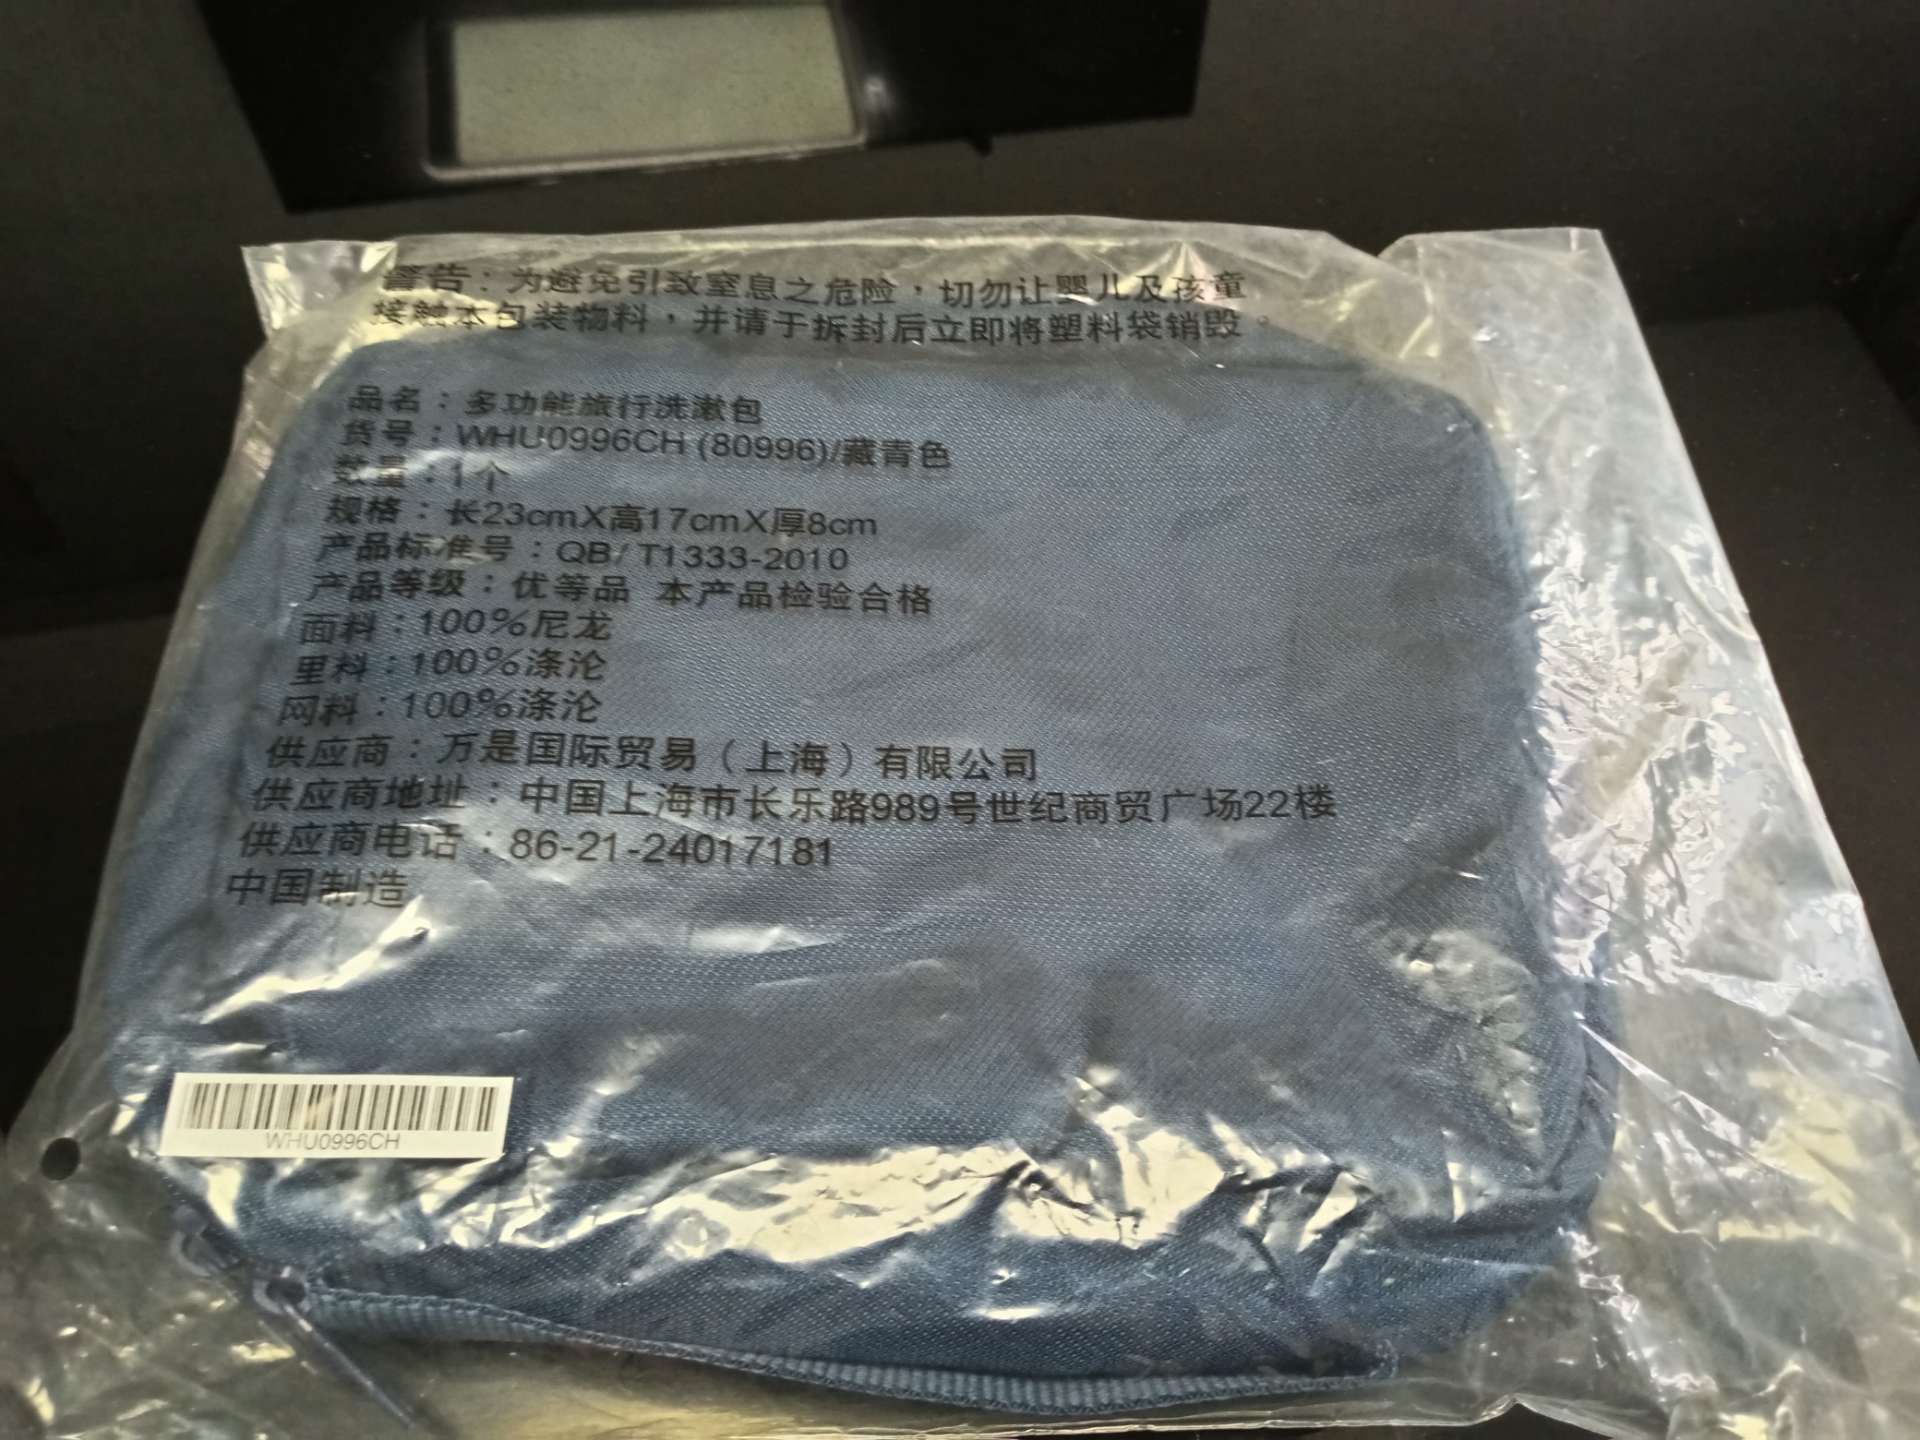 警告：为避免引致窒息之危险，切勿让婴儿及孩童
接触本包装物料，并请于拆封后立即将塑料袋销毁。
品名：多功能旅行洗漱包
货号：WHU0996CH (80996)/藏青色
数量：1个
规格：长23cmX高17cmX厚8cm
产品标准号：QB/T1333-2010
产品等级：优等品 本产品检验合格
面料：100%尼龙
里料：100%涤沦
网料：100%涤沦
供应商：万是国际贸易（上海）有限公司
供应商地址：中国上海市长乐路989号世纪商贸广场22楼
供应商电话：86-21-24017181
中国制造
WHU0996CH